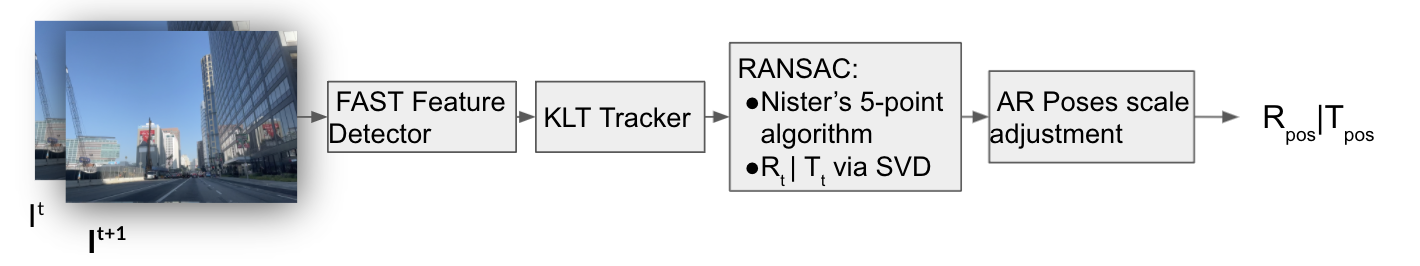 I^t
I^t+1
FAST Feature
Detector
KLT Tracker
RANSAC:
●Nister’s 5-point
algorithm
●R_t | T_t via SVD
AR Poses scale
adjustment
R_pos|T_pos